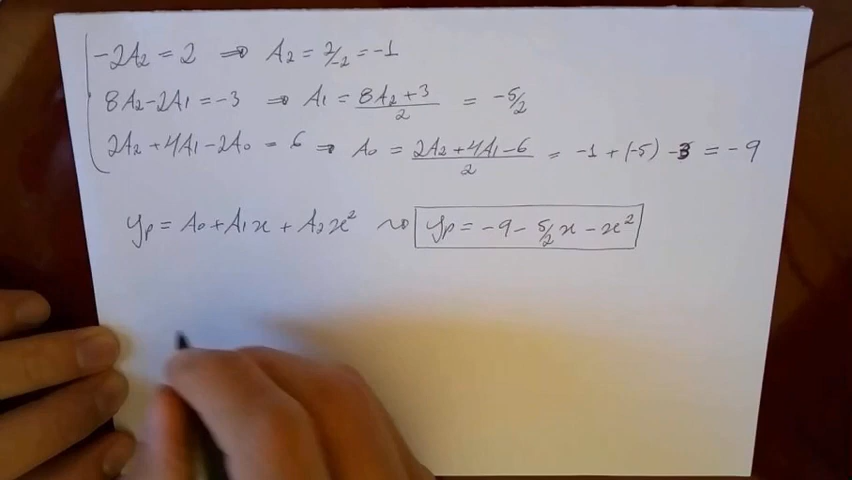 -2A₂ = 2 ⇒ A₂ = 2/-2 = -1
8A₂-2A₁ = -3 ⇒ A₁ = (8A₂+3)/2 = -5/2
2A₂+4A₁-2A₀ = 6 ⇒ A₀ = (2A₂+4A₁-6)/2 = -1+(-5)-3 = -9
yₚ = A₀+A₁x+A₂x² ⤳ yₚ = -9-5/2x-x²